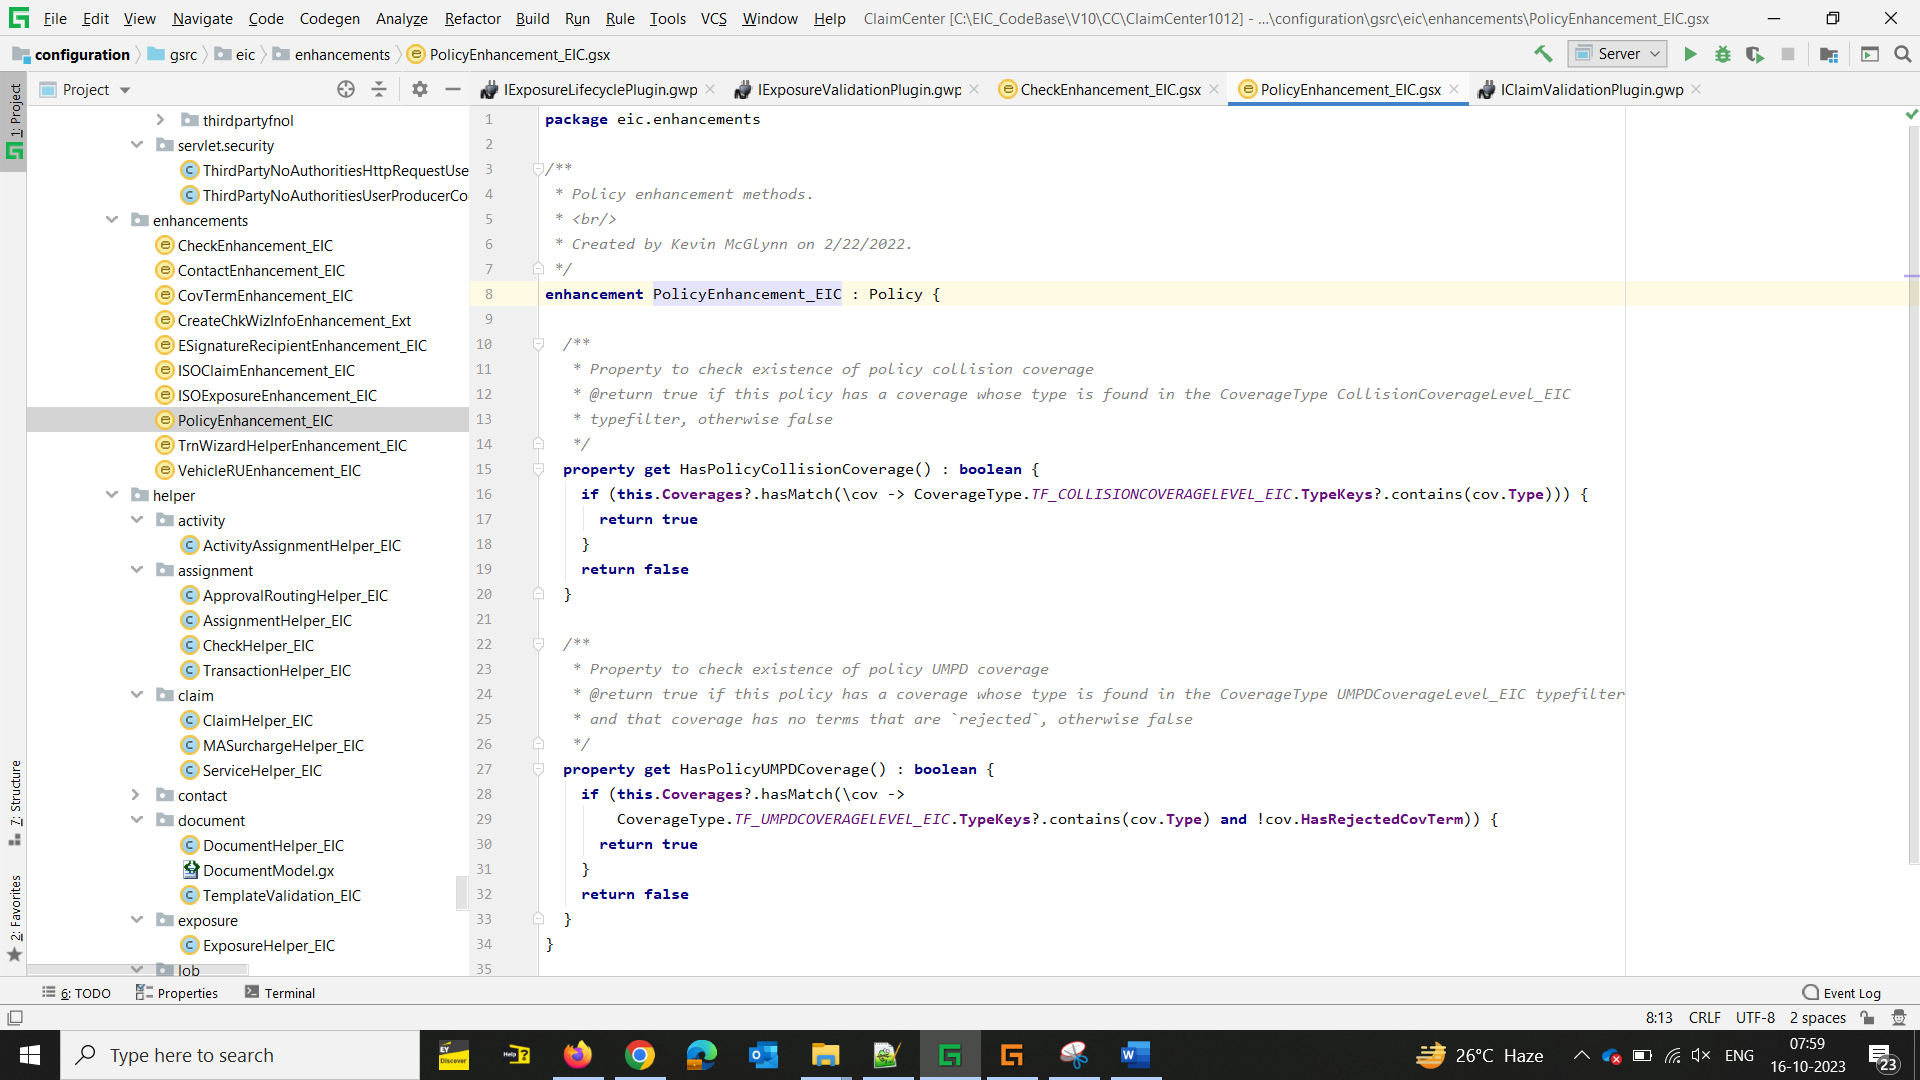 File Edit View Navigate Code Codegen Analyze Refactor Build Run Rule Tools VCS Window Help ClaimCenter [C:\EIC_CodeBase\V10\CC\ClaimCenter1012] - ...\configuration\gsrc\eic\enhancements\PolicyEnhancement_EIC.gsx
configuration gsrc eic enhancements PolicyEnhancement_EIC.gsx Server
Project IExposureLifecyclePlugin.gwp IExposureValidationPlugin.gwp CheckEnhancement_EIC.gsx PolicyEnhancement_EIC.gsx IClaimValidationPlugin.gwp
1: Project
7: Structure
2: Favorites
thirdpartyfnol
servlet.security
ThirdPartyNoAuthoritiesHttpRequestUse
ThirdPartyNoAuthoritiesUserProducerCo
enhancements
CheckEnhancement_EIC
ContactEnhancement_EIC
CovTermEnhancement_EIC
CreateChkWizInfoEnhancement_Ext
ESignatureRecipientEnhancement_EIC
ISOClaimEnhancement_EIC
ISOExposureEnhancement_EIC
PolicyEnhancement_EIC
TrnWizardHelperEnhancement_EIC
VehicleRUEnhancement_EIC
helper
activity
ActivityAssignmentHelper_EIC
assignment
ApprovalRoutingHelper_EIC
AssignmentHelper_EIC
CheckHelper_EIC
TransactionHelper_EIC
claim
ClaimHelper_EIC
MASurchargeHelper_EIC
ServiceHelper_EIC
contact
document
DocumentHelper_EIC
DocumentModel.gx
TemplateValidation_EIC
exposure
ExposureHelper_EIC
lob
1 package eic.enhancements
2
3 /**
4 * Policy enhancement methods.
5 * <br/>
6 * Created by Kevin McGlynn on 2/22/2022.
7 */
8 enhancement PolicyEnhancement_EIC : Policy {
9
10 /**
11 * Property to check existence of policy collision coverage
12 * @return true if this policy has a coverage whose type is found in the CoverageType CollisionCoverageLevel_EIC
13 * typefilter, otherwise false
14 */
15 property get HasPolicyCollisionCoverage() : boolean {
16 if (this.Coverages?.hasMatch(\cov -> CoverageType.TF_COLLISIONCOVERAGELEVEL_EIC.TypeKeys?.contains(cov.Type))) {
17 return true
18 }
19 return false
20 }
21
22 /**
23 * Property to check existence of policy UMPD coverage
24 * @return true if this policy has a coverage whose type is found in the CoverageType UMPDCoverageLevel_EIC typefilter
25 * and that coverage has no terms that are `rejected`, otherwise false
26 */
27 property get HasPolicyUMPDCoverage() : boolean {
28 if (this.Coverages?.hasMatch(\cov ->
29 CoverageType.TF_UMPDCOVERAGELEVEL_EIC.TypeKeys?.contains(cov.Type) and !cov.HasRejectedCovTerm)) {
30 return true
31 }
32 return false
33 }
34 }
35
6: TODO Properties Terminal Event Log
8:13 CRLF UTF-8 2 spaces
Type here to search EY Discover Help ? 26°C Haze ENG 07:59
16-10-2023 23